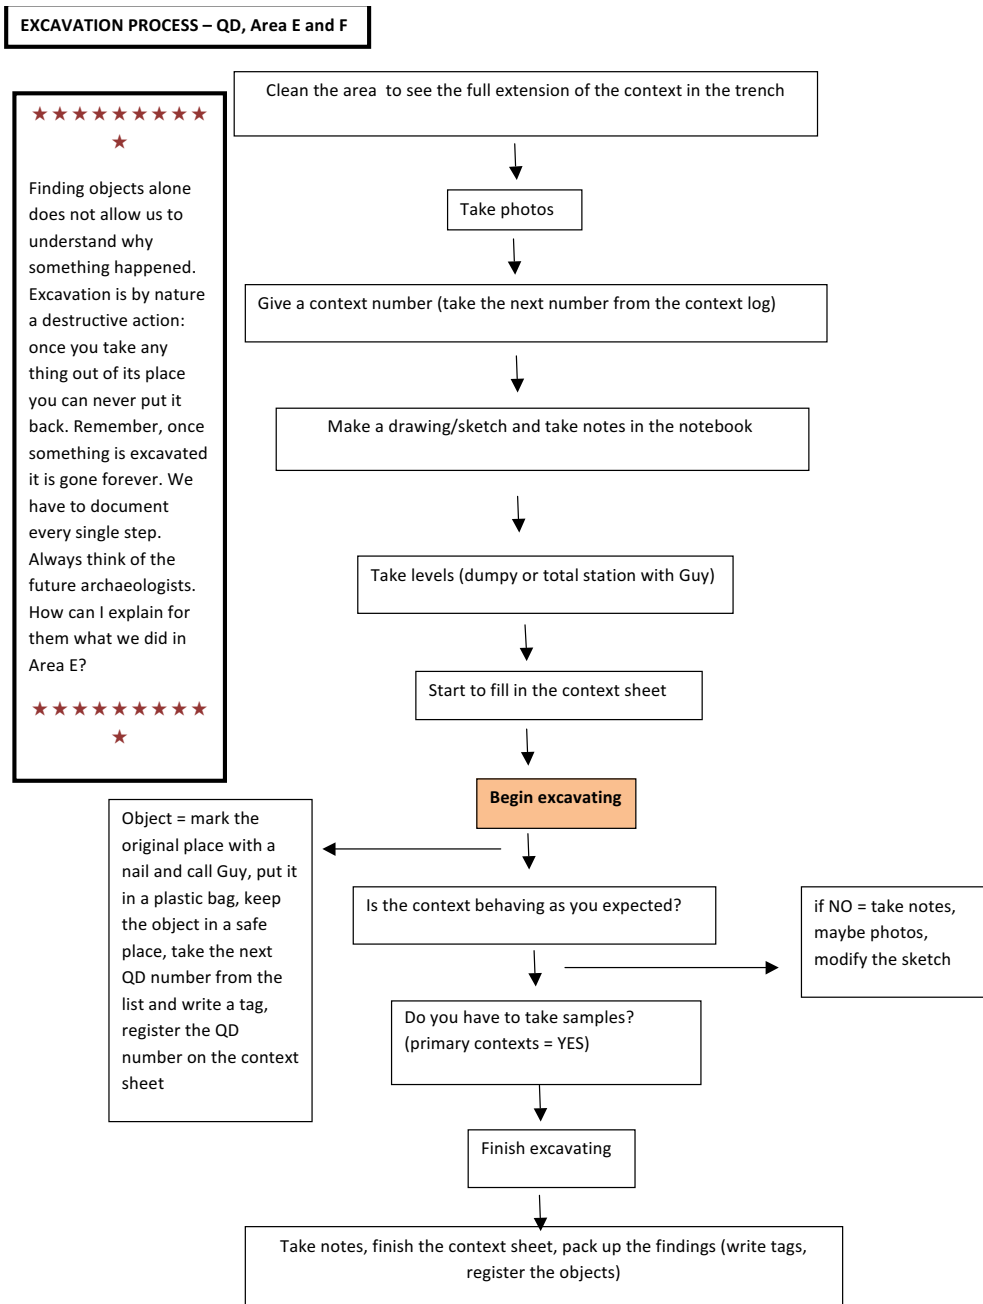 EXCAVATION PROCESS – QD, Area E and F
Clean the area  to see the full extension of the context in the trench
★★★★★★★★★
★
Finding objects alone
does not allow us to
understand why
something happened.
Excavation is by nature
a destructive action:
once you take any
thing out of its place
you can never put it
back. Remember, once
something is excavated
it is gone forever. We
have to document
every single step.
Always think of the
future archaeologists.
How can I explain for
them what we did in
Area E?
★★★★★★★★★
★
Take photos
Give a context number (take the next number from the context log)
Make a drawing/sketch and take notes in the notebook
Take levels (dumpy or total station with Guy)
Start to fill in the context sheet
Begin excavating
Object = mark the
original place with a
nail and call Guy, put it
in a plastic bag, keep
the object in a safe
place, take the next
QD number from the
list and write a tag,
register the QD
number on the context
sheet
Is the context behaving as you expected?
if NO = take notes,
maybe photos,
modify the sketch
Do you have to take samples?
(primary contexts = YES)
Finish excavating
Take notes, finish the context sheet, pack up the findings (write tags,
register the objects)